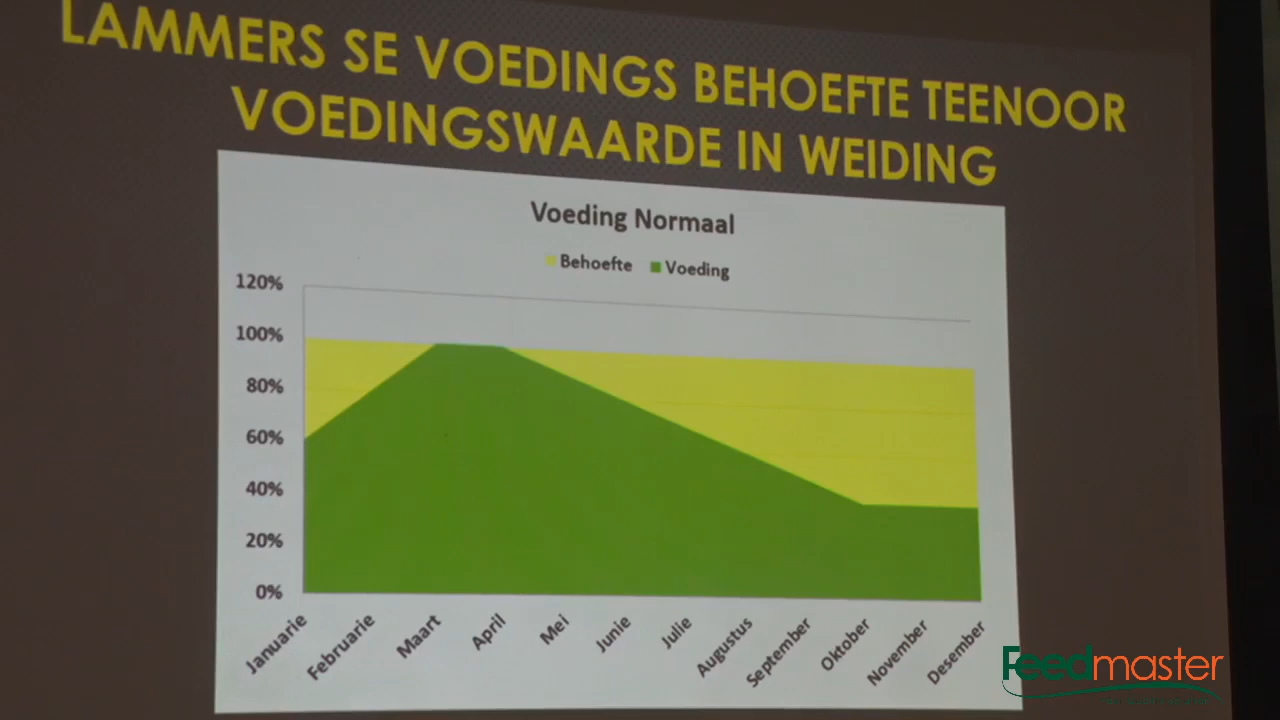 LAMMERS SE VOEDINGS BEHOEFTE TEENOOR
VOEDINGSWAARDE IN WEIDING
Voeding Normaal
Behoefte Voeding
120%
100%
80%
60%
40%
20%
0%
Januarie Februarie Maart April Mei Junie Julie Augustus September Oktober November Desember
Feedmaster